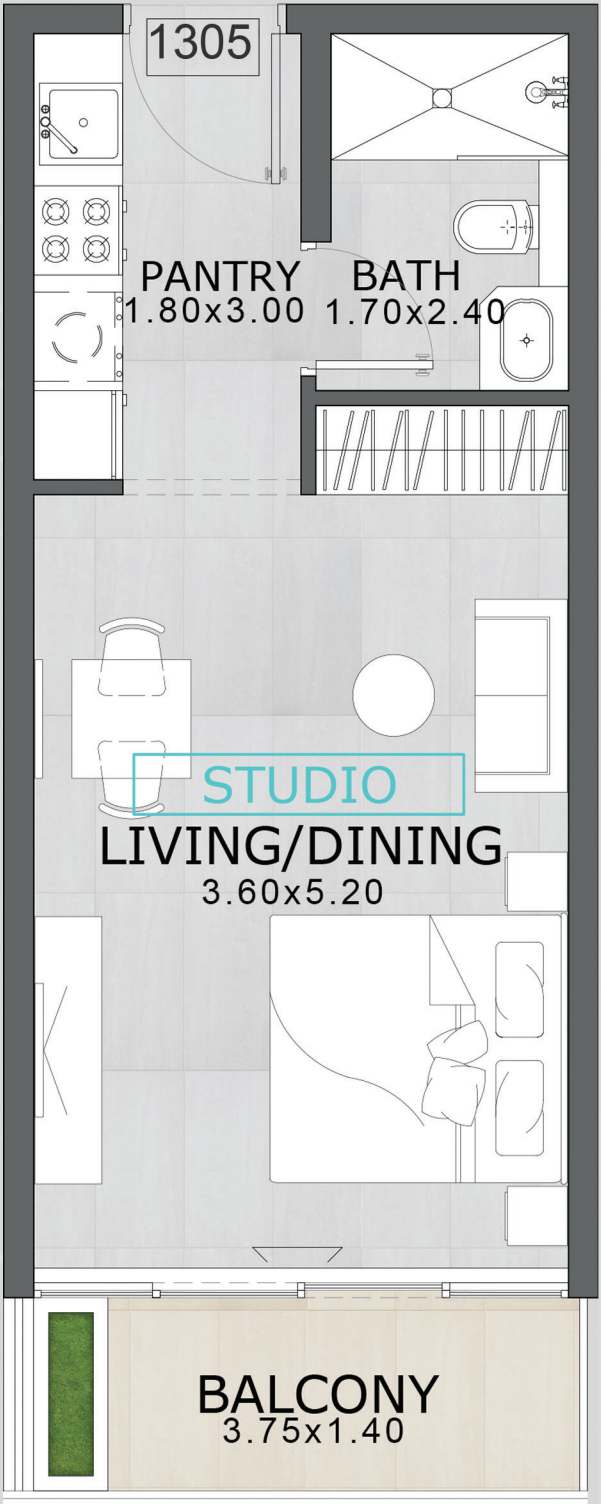 1305
PANTRY
1.80x3.00
BATH
1.70x2.40
STUDIO
LIVING/DINING
3.60x5.20
BALCONY
3.75x1.40